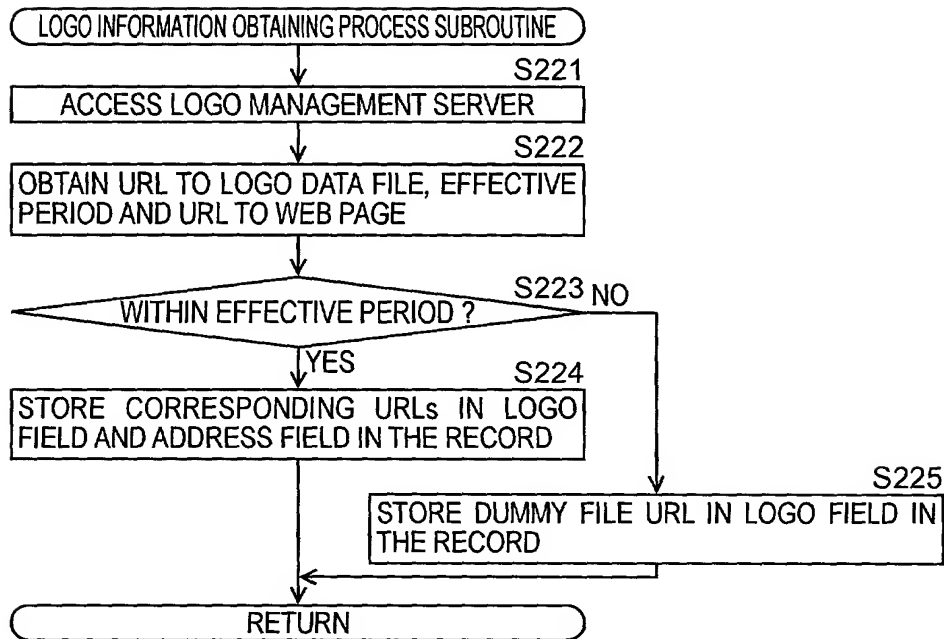 LOGO INFORMATION OBTAINING PROCESS SUBROUTINE
S221
ACCESS LOGO MANAGEMENT SERVER
S222
OBTAIN URL TO LOGO DATA FILE, EFFECTIVE
PERIOD AND URL TO WEB PAGE
S223 NO
WITHIN EFFECTIVE PERIOD ?
YES
S224
STORE CORRESPONDING URLs IN LOGO
FIELD AND ADDRESS FIELD IN THE RECORD
S225
STORE DUMMY FILE URL IN LOGO FIELD IN
THE RECORD
RETURN